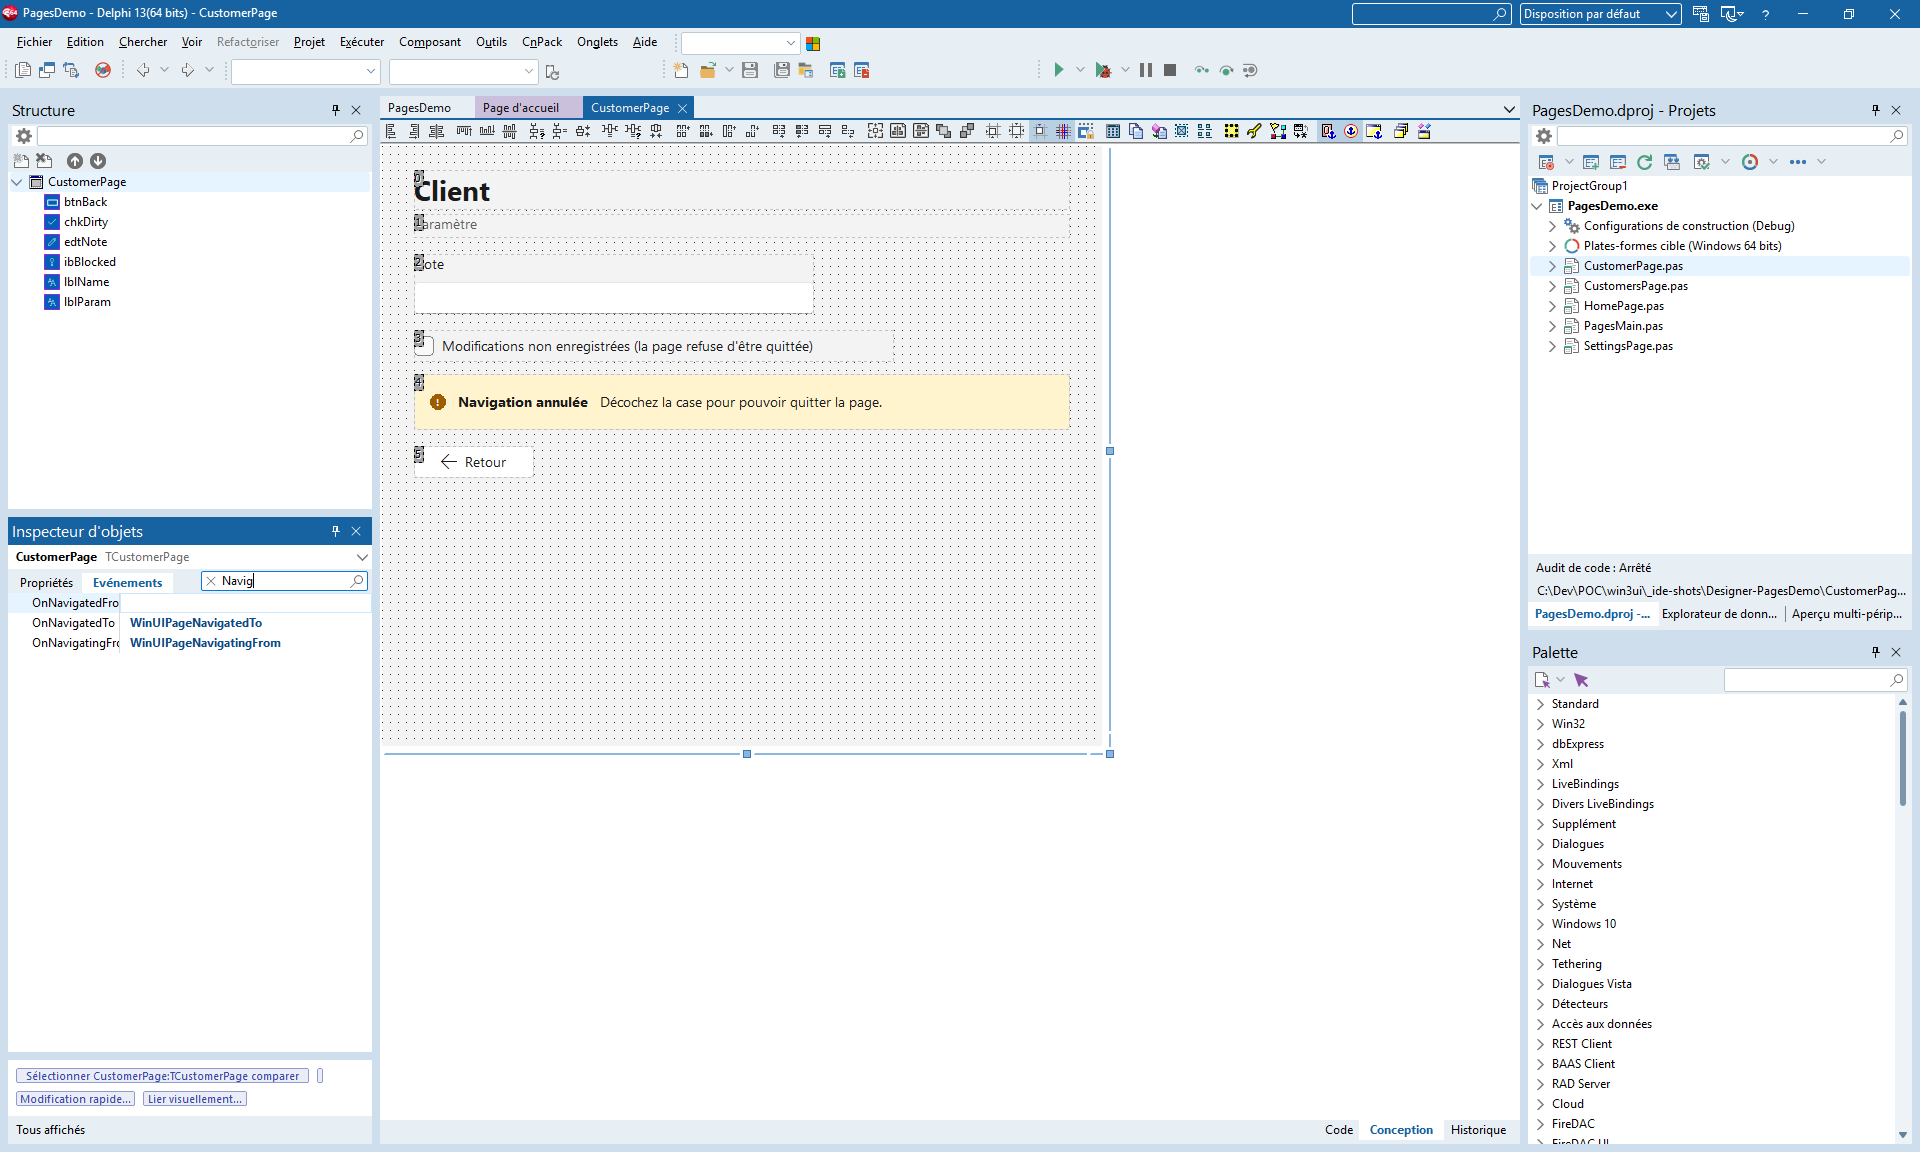 PagesDemo - Delphi 13(64 bits) - CustomerPage
Disposition par défaut
Fichier Edition Chercher Voir Refactoriser Projet Exécuter Composant Outils CnPack Onglets Aide
Structure
CustomerPage
btnBack
chkDirty
edtNote
ibBlocked
lblName
lblParam
Inspecteur d'objets
CustomerPage TCustomerPage
Propriétés Evénements Navig
OnNavigatedFro
OnNavigatedTo WinUIPageNavigatedTo
OnNavigatingFr WinUIPageNavigatingFrom
Sélectionner CustomerPage:TCustomerPage comparer
Modification rapide... Lier visuellement...
Tous affichés
PagesDemo Page d'accueil CustomerPage
0
Client
1
aramètre
2
ote
3
Modifications non enregistrées (la page refuse d'être quittée)
4
Navigation annulée Décochez la case pour pouvoir quitter la page.
5
Retour
Code Conception Historique
PagesDemo.dproj - Projets
ProjectGroup1
PagesDemo.exe
Configurations de construction (Debug)
Plates-formes cible (Windows 64 bits)
CustomerPage.pas
CustomersPage.pas
HomePage.pas
PagesMain.pas
SettingsPage.pas
Audit de code : Arrêté
C:\Dev\POC\win3ui\_ide-shots\Designer-PagesDemo\CustomerPag...
PagesDemo.dproj -... Explorateur de donn... Aperçu multi-périp...
Palette
Standard
Win32
dbExpress
Xml
LiveBindings
Divers LiveBindings
Supplément
Dialogues
Mouvements
Internet
Système
Windows 10
Net
Tethering
Dialogues Vista
Détecteurs
Accès aux données
REST Client
BAAS Client
RAD Server
Cloud
FireDAC
FireDAC UI